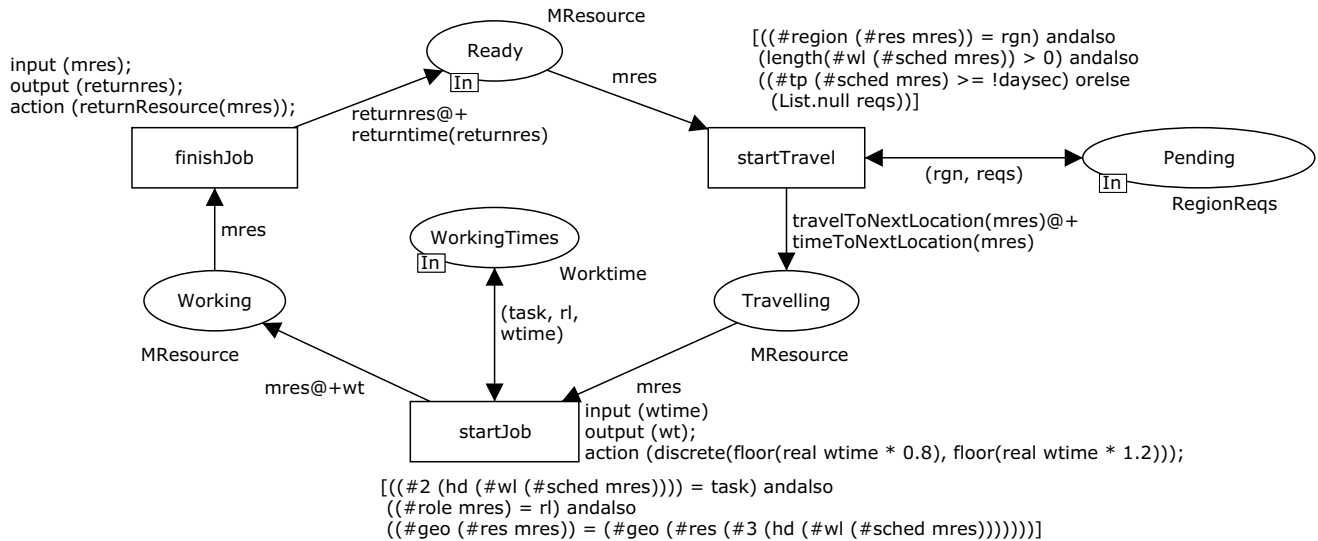 MResource
Ready
In
[((#region (#res mres)) = rgn) andalso
(length(#wl (#sched mres)) > 0) andalso
((#tp (#sched mres) >= !daysec) orelse
(List.null reqs))]
input (mres);
output (returnres);
action (returnResource(mres));
mres
returnres@+
returntime(returnres)
finishJob
startTravel
Pending
In
(rgn, reqs)
RegionReqs
mres
WorkingTimes
In
Worktime
travelToNextLocation(mres)@+
timeToNextLocation(mres)
Working
MResource
(task, rl,
wtime)
Travelling
MResource
mres@+wt
mres
startJob
input (wtime)
output (wt);
action (discrete(floor(real wtime * 0.8), floor(real wtime * 1.2)));
[((#2 (hd (#wl (#sched mres)))) = task) andalso
((#role mres) = rl) andalso
((#geo (#res mres)) = (#geo (#res (#3 (hd (#wl (#sched mres)))))))]